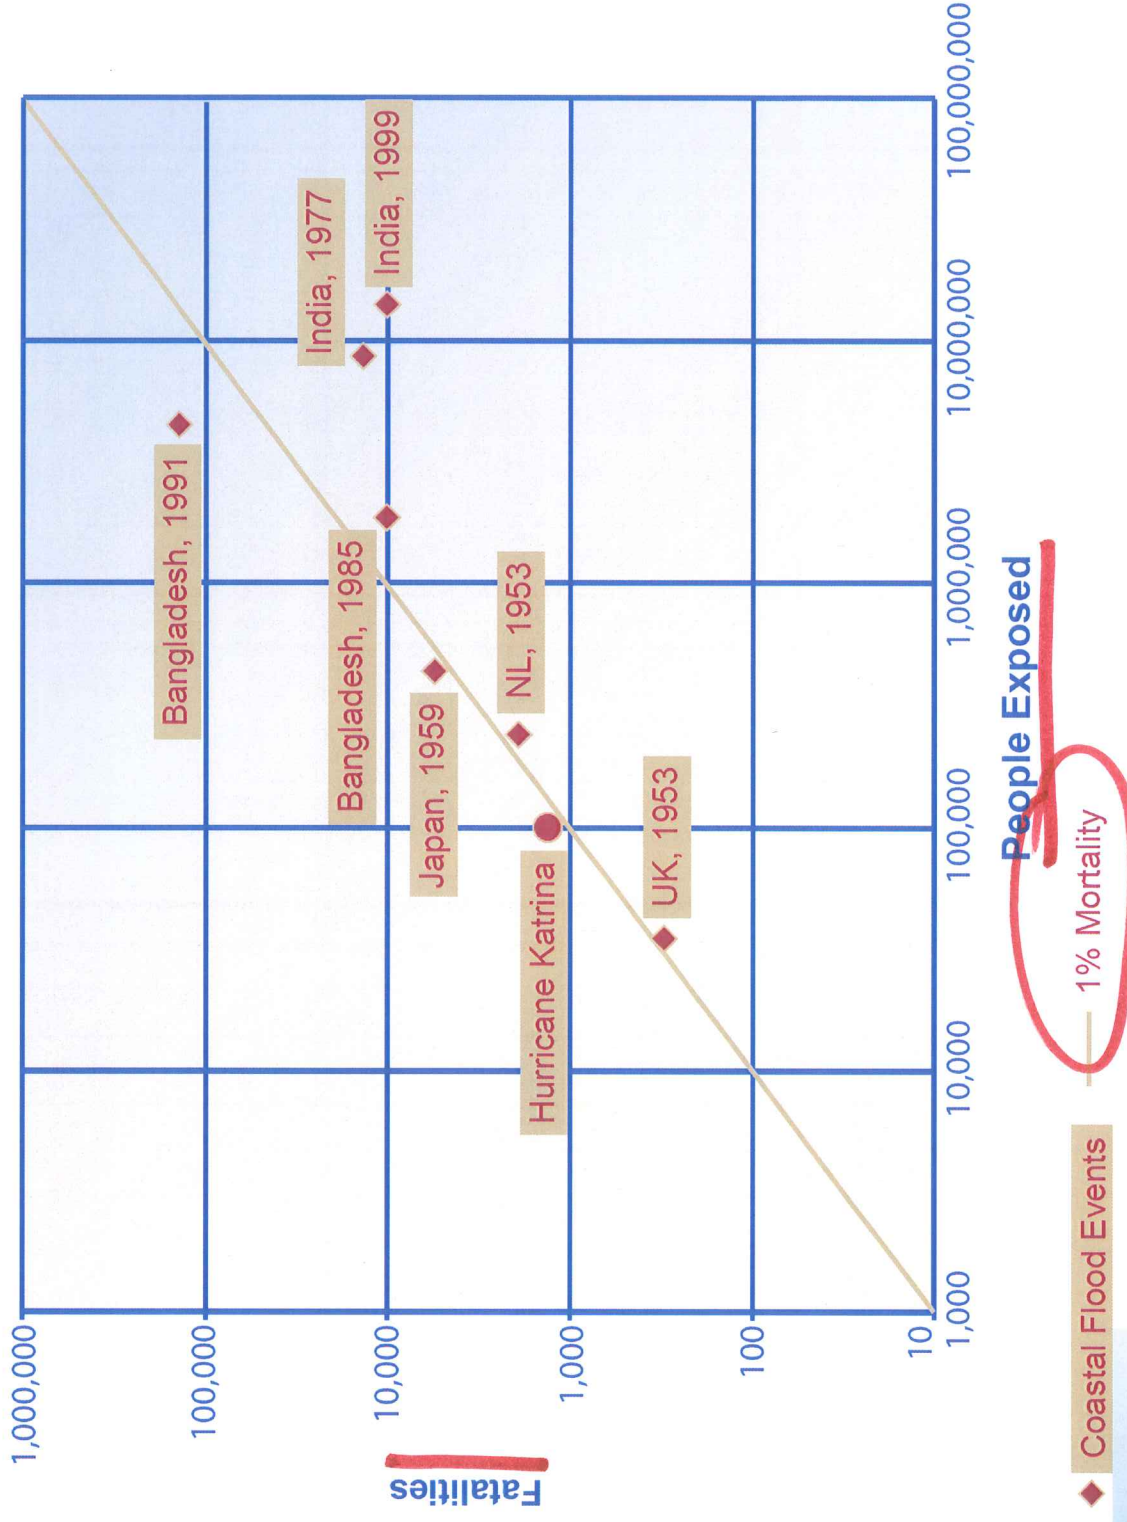 1,000,000
100,000
10,000
1,000
100
10
Fatalities
Bangladesh, 1991
India, 1977
India, 1999
Bangladesh, 1985
Japan, 1959
NL, 1953
Hurricane Katrina
UK, 1953
1,000
10,000
100,000
1,000,000
10,000,000
100,000,000
People Exposed
Coastal Flood Events
1% Mortality